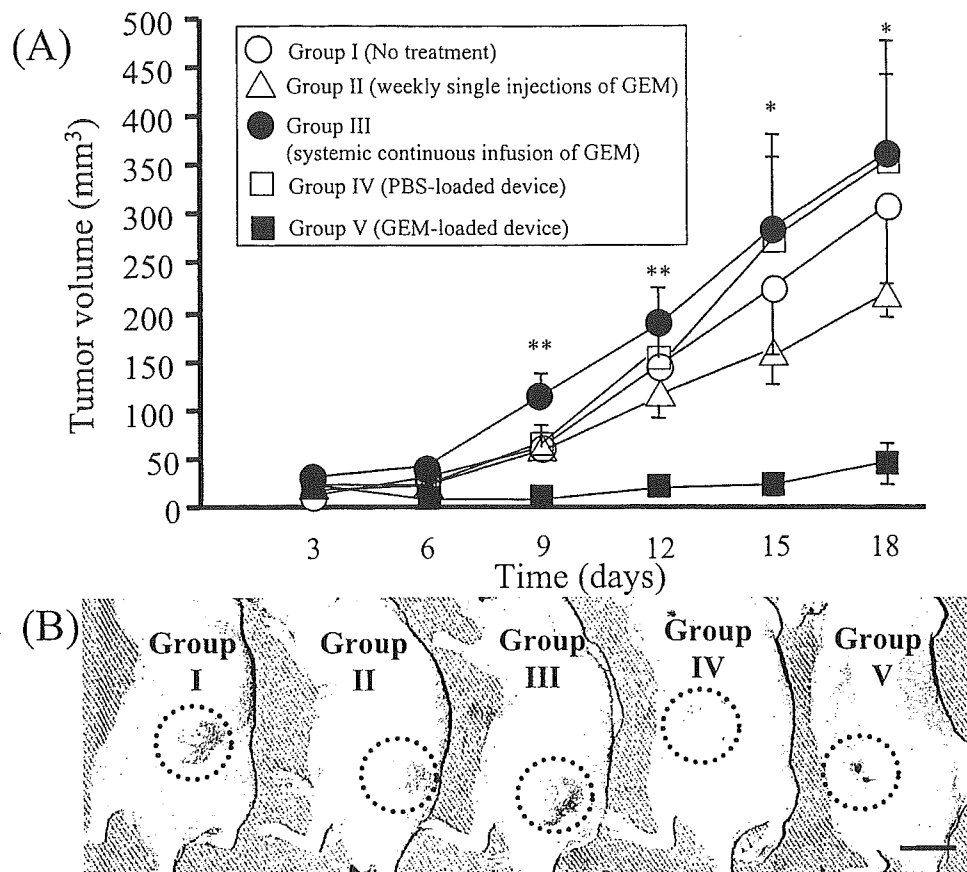 (A)
500
450
400
350
300
250
200
150
100
50
0
Tumor volume (mm³)
Group I (No treatment)
Group II (weekly single injections of GEM)
Group III
(systemic continuous infusion of GEM)
Group IV (PBS-loaded device)
Group V (GEM-loaded device)
**
**
*
*
3 6 9 12 15 18
Time (days)
(B)
Group
I
Group
II
Group
III
Group
IV
Group
V